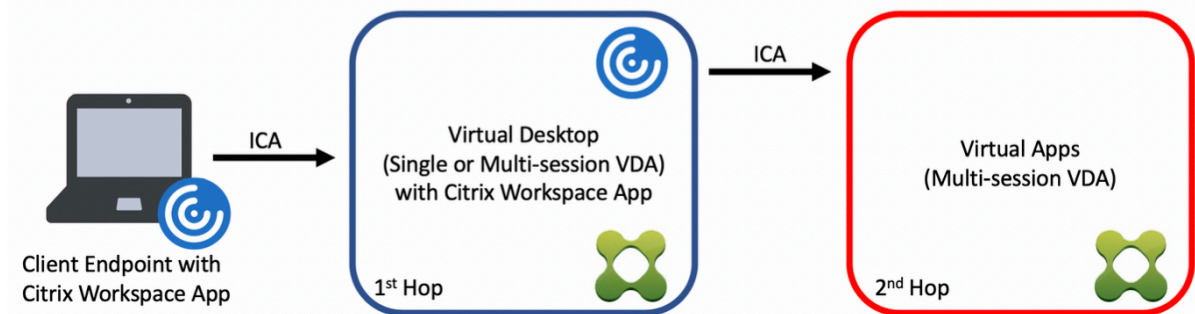 Client Endpoint with
Citrix Workspace App
ICA
Virtual Desktop
(Single or Multi-session VDA)
with Citrix Workspace App
1st Hop
ICA
Virtual Apps
(Multi-session VDA)
2nd Hop